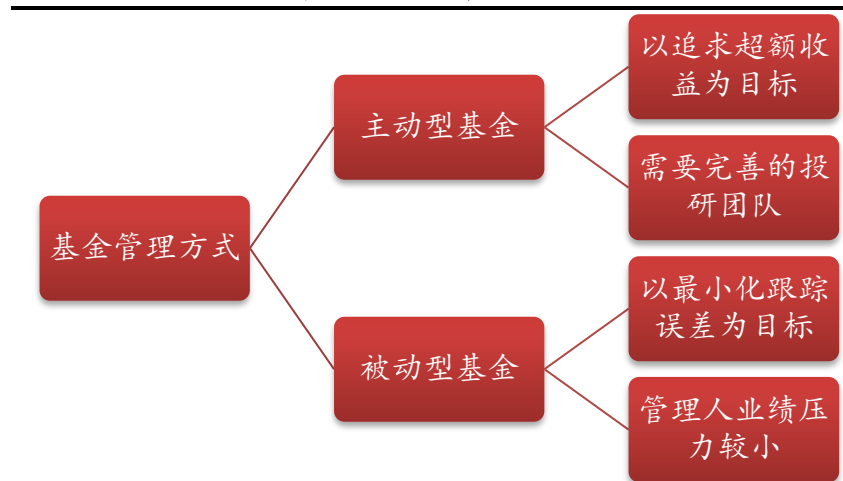 基金管理方式
主动型基金
以追求超额收
益为目标
需要完善的投
研团队
被动型基金
以最小化跟踪
误差为目标
管理人业绩压
力较小